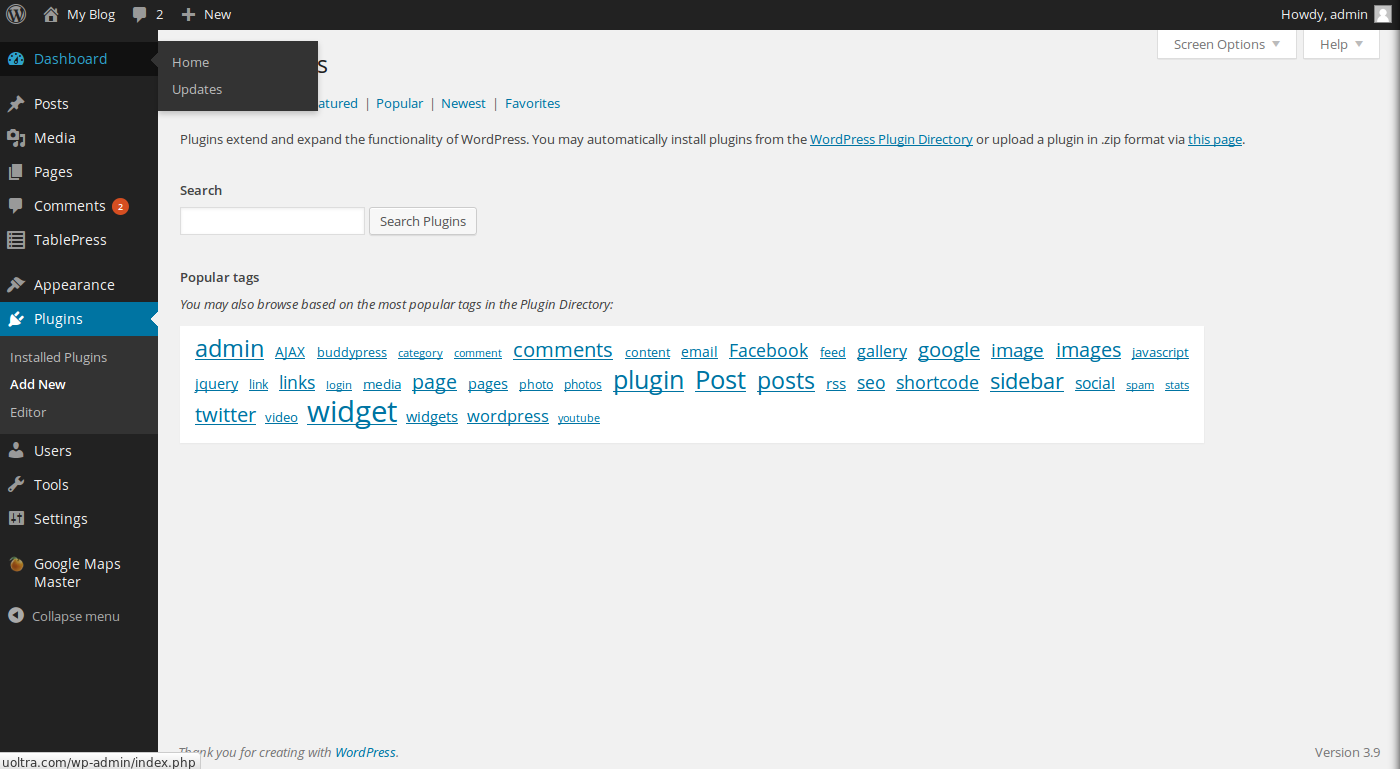 My Blog 2 New Howdy, admin
Dashboard
Home
Updates
s
Screen Options Help
atured | Popular | Newest | Favorites
Plugins extend and expand the functionality of WordPress. You may automatically install plugins from the WordPress Plugin Directory or upload a plugin in .zip format via this page.
Posts
Media
Pages
Comments 2
TablePress
Appearance
Plugins
Installed Plugins
Add New
Editor
Users
Tools
Settings
Google Maps
Master
Collapse menu
Search
Search Plugins
Popular tags
You may also browse based on the most popular tags in the Plugin Directory:
admin AJAX buddypress category comment comments content email Facebook feed gallery google image images javascript
jquery link links login media page pages photo photos plugin Post posts rss seo shortcode sidebar social spam stats
twitter video widget widgets wordpress youtube
Thank you for creating with WordPress. Version 3.9
uoltra.com/wp-admin/index.php